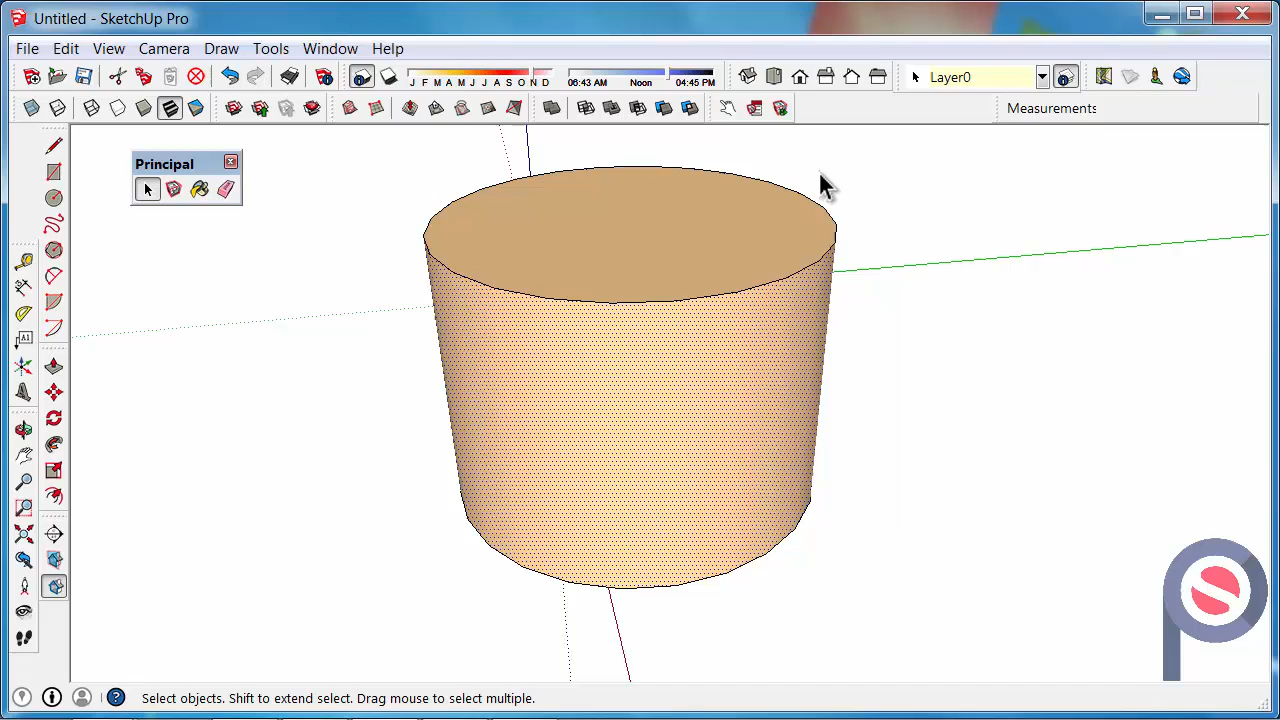 Untitled - SketchUp Pro
File Edit View Camera Draw Tools Window Help
J F M A M J J A S O N D 06:43 AM Noon 04:45 PM Layer0
Measurements
Principal
A1
Select objects. Shift to extend select. Drag mouse to select multiple.